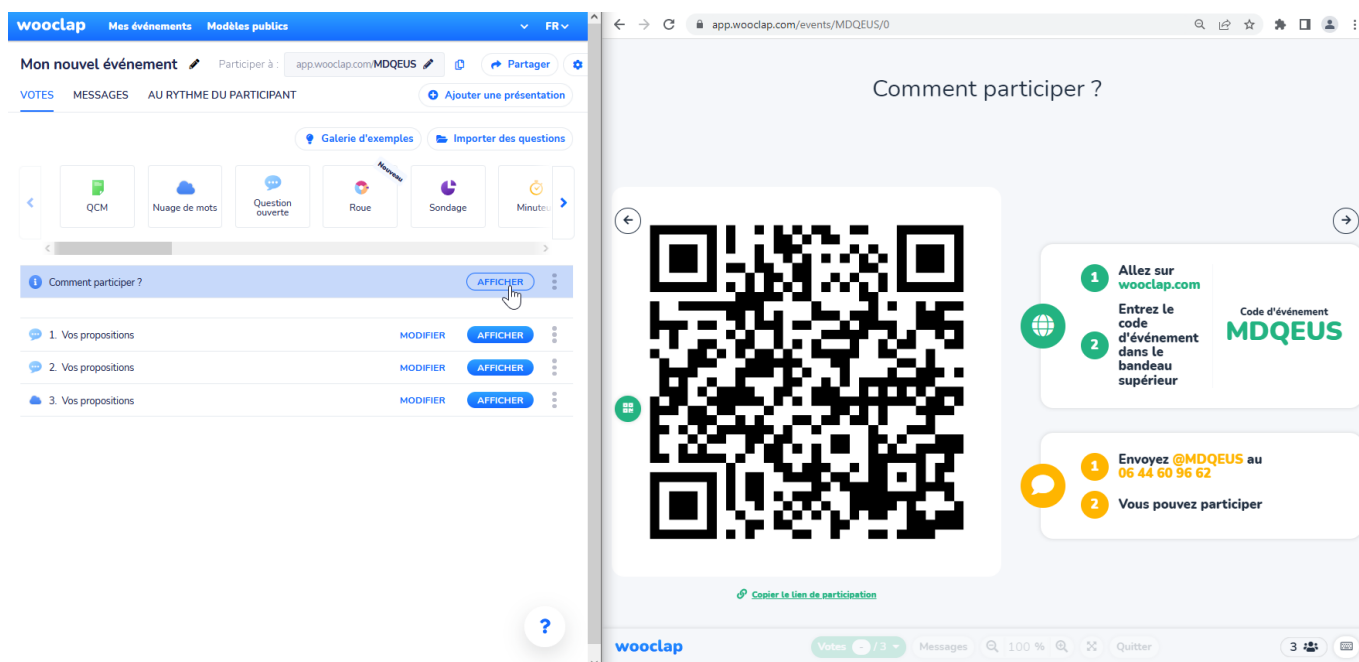 wooclap Mes événements Modèles publics FR
Mon nouvel événement Participer à : app.wooclap.com/MDQEUS Partager
VOTES MESSAGES AU RYTHME DU PARTICIPANT Ajouter une présentation
Galerie d'exemples Importer des questions
Nouveau
QCM Nuage de mots Question ouverte Roue Sondage Minuteu
Comment participer ? AFFICHER
1. Vos propositions MODIFIER AFFICHER
2. Vos propositions MODIFIER AFFICHER
3. Vos propositions MODIFIER AFFICHER
?
app.wooclap.com/events/MDQEUS/0
Comment participer ?
1 Allez sur
wooclap.com
2 Entrez le
code
d'événement
dans le
bandeau
supérieur
Code d'événement
MDQEUS
1 Envoyez @MDQEUS au
06 44 60 96 62
2 Vous pouvez participer
Copier le lien de participation
wooclap Votes - / 3 Messages 100 % Quitter 3